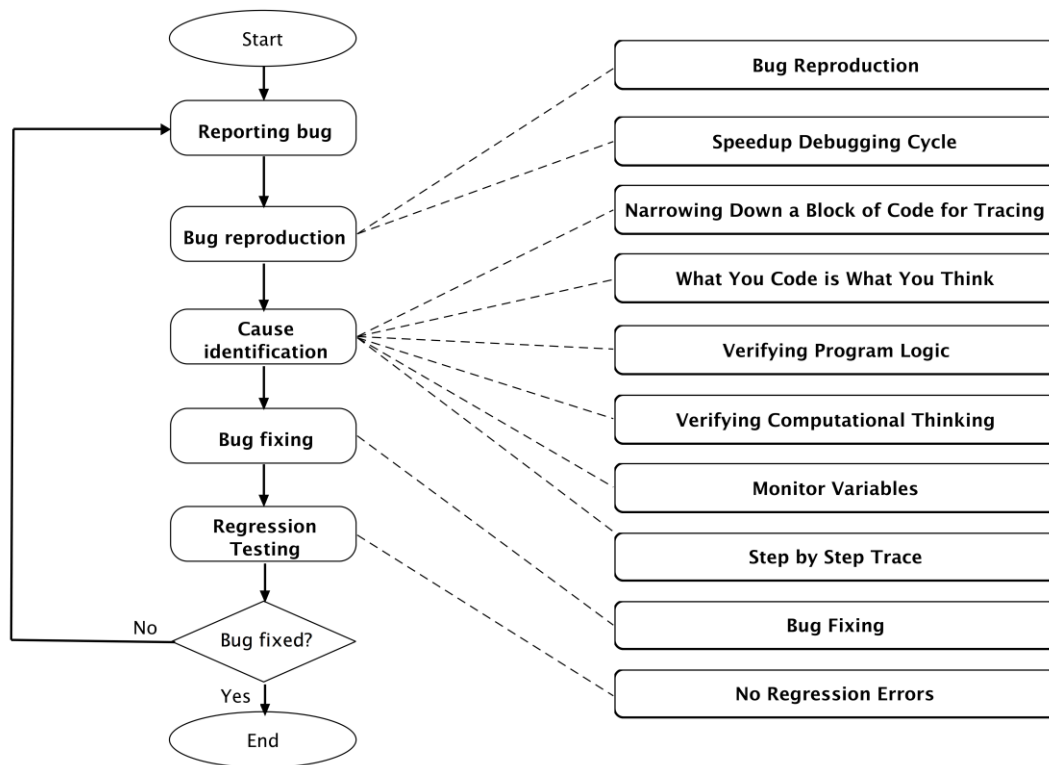 Start
Reporting bug
Bug reproduction
Cause
identification
Bug fixing
Regression
Testing
No
Bug fixed?
Yes
End
Bug Reproduction
Speedup Debugging Cycle
Narrowing Down a Block of Code for Tracing
What You Code is What You Think
Verifying Program Logic
Verifying Computational Thinking
Monitor Variables
Step by Step Trace
Bug Fixing
No Regression Errors